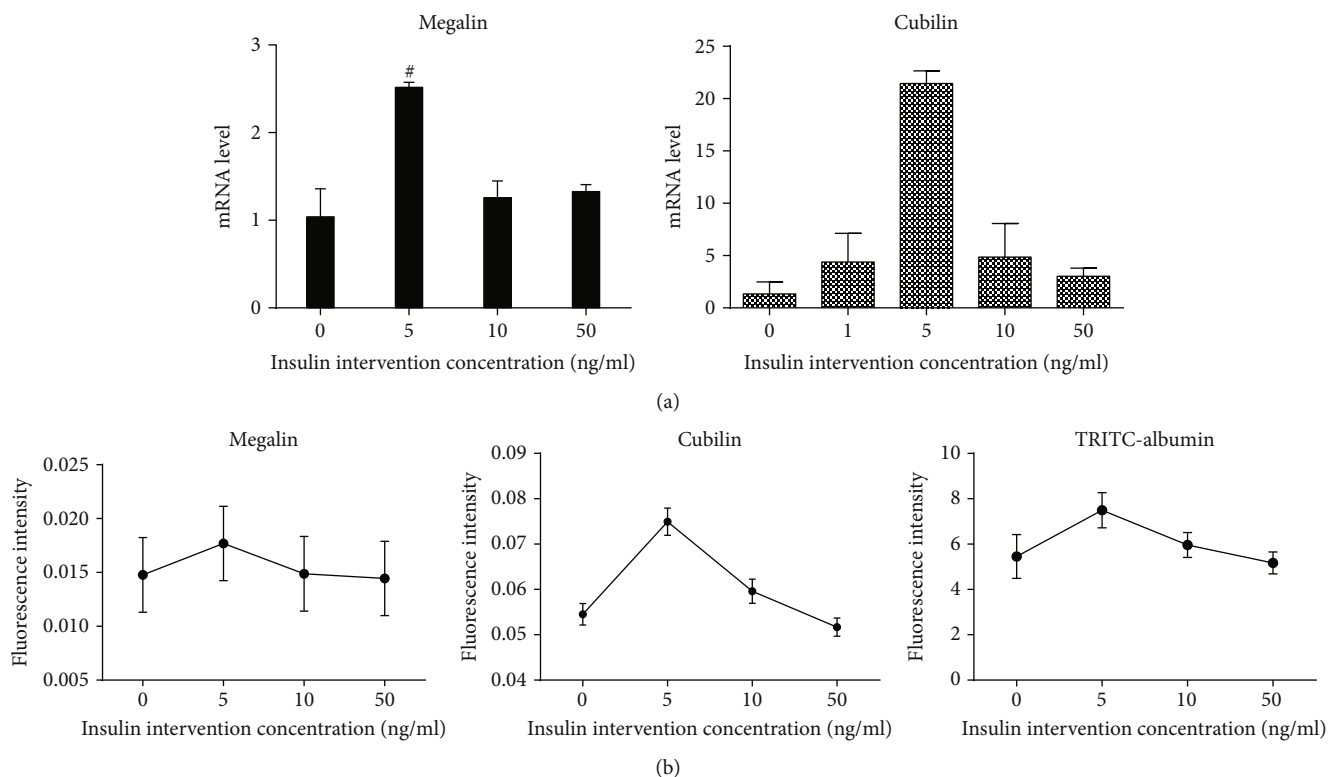 Megalin
3
2
1
0
mRNA level
#
0 5 10 50
Insulin intervention concentration (ng/ml)
Cubilin
25
20
15
10
5
0
mRNA level
0 1 5 10 50
Insulin intervention concentration (ng/ml)
(a)
Megalin
0.025
0.020
0.015
0.010
0.005
Fluorescence intensity
0 5 10 50
Insulin intervention concentration (ng/ml)
Cubilin
0.09
0.08
0.07
0.06
0.05
0.04
Fluorescence intensity
0 5 10 50
Insulin intervention concentration (ng/ml)
TRITC-albumin
10
8
6
4
2
0
Fluorescence intensity
0 5 10 50
Insulin intervention concentration (ng/ml)
(b)